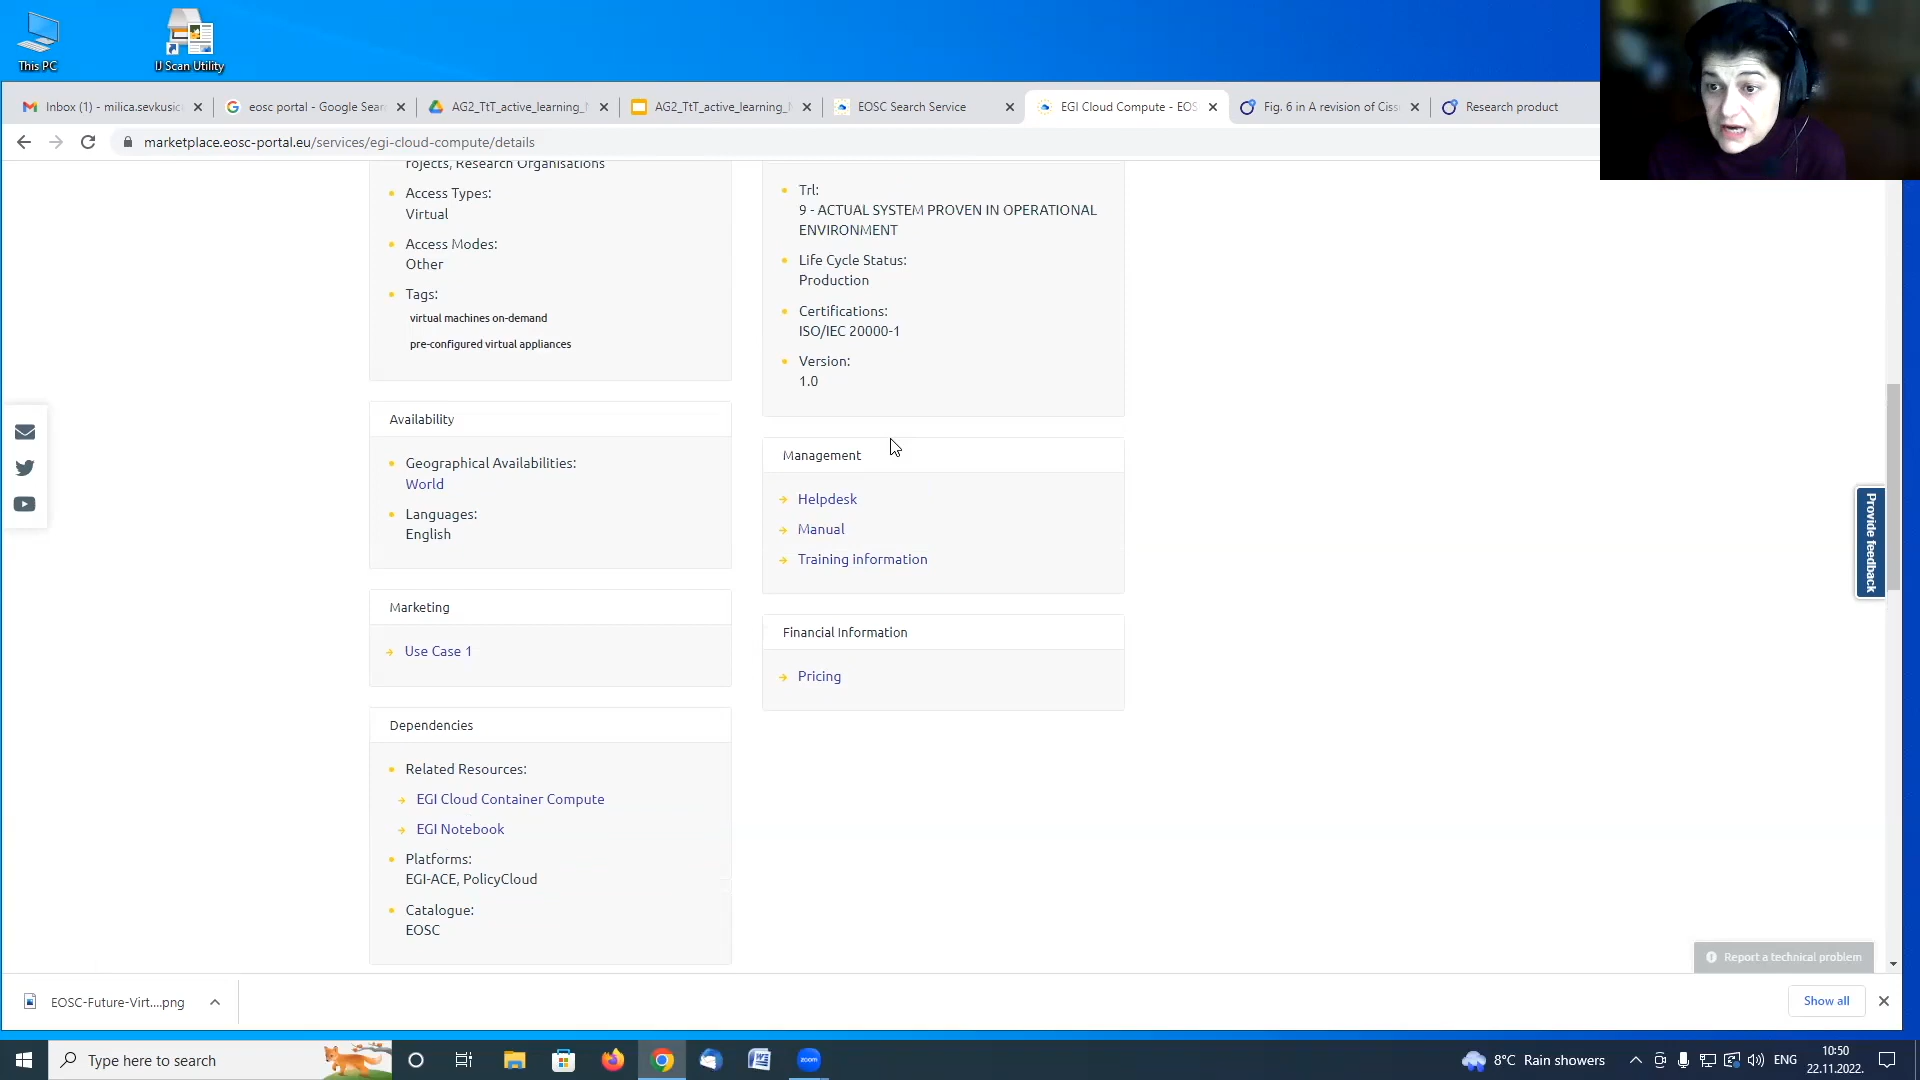 This PC
IJ Scan Utility
Inbox (1) - milica.sevkusic
eosc portal - Google Sear
AG2_TtT_active_learning_
AG2_TtT_active_learning_
EOSC Search Service
EGI Cloud Compute - EOS
Fig. 6 in A revision of Ciss
Research product
marketplace.eosc-portal.eu/services/egi-cloud-compute/details
rojects, Research Organisations
Access Types:
Virtual
Access Modes:
Other
Tags:
virtual machines on-demand
pre-configured virtual appliances
Trl:
9 - ACTUAL SYSTEM PROVEN IN OPERATIONAL
ENVIRONMENT
Life Cycle Status:
Production
Certifications:
ISO/IEC 20000-1
Version:
1.0
Availability
Geographical Availabilities:
World
Languages:
English
Management
Helpdesk
Manual
Training information
Marketing
Use Case 1
Financial Information
Pricing
Dependencies
Related Resources:
EGI Cloud Container Compute
EGI Notebook
Platforms:
EGI-ACE, PolicyCloud
Catalogue:
EOSC
Provide feedback
Report a technical problem
EOSC-Future-Virt....png
Show all
Type here to search
zoom
8°C Rain showers
ENG
10:50
22.11.2022.